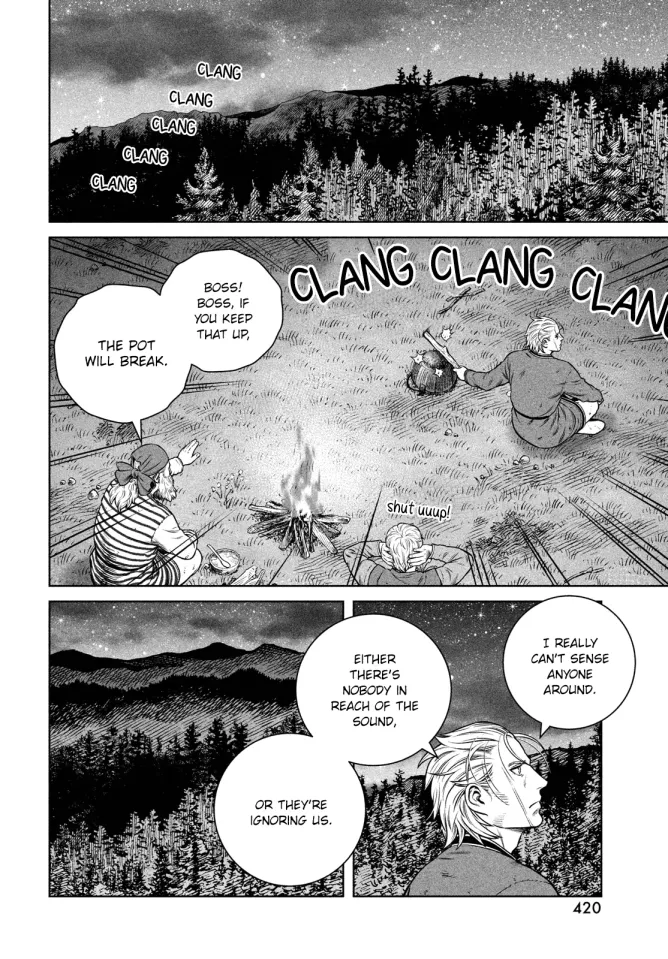 CLANG
CLANG
CLANG
CLANG
CLANG
CLANG CLANG CLANG
BOSS!
BOSS, IF
YOU KEEP
THAT UP,
THE POT
WILL BREAK.
shut uuup!
I REALLY
CAN'T SENSE
ANYONE
AROUND.
EITHER
THERE'S
NOBODY IN
REACH OF THE
SOUND,
OR THEY'RE
IGNORING US.
420